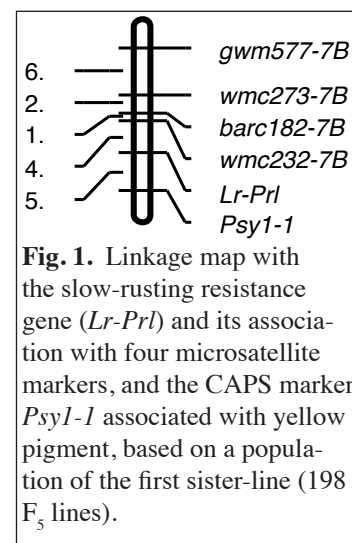 gwm577-7B
6.
wmc273-7B
2.
barc182-7B
1.
wmc232-7B
4.
Lr-Prl
5.
Psy1-1
Fig. 1. Linkage map with
the slow-rusting resistance
gene (Lr-Prl) and its associa-
tion with four microsatellite
markers, and the CAPS marker
Psy1-1 associated with yellow
pigment, based on a popula-
tion of the first sister-line (198
F₅ lines).